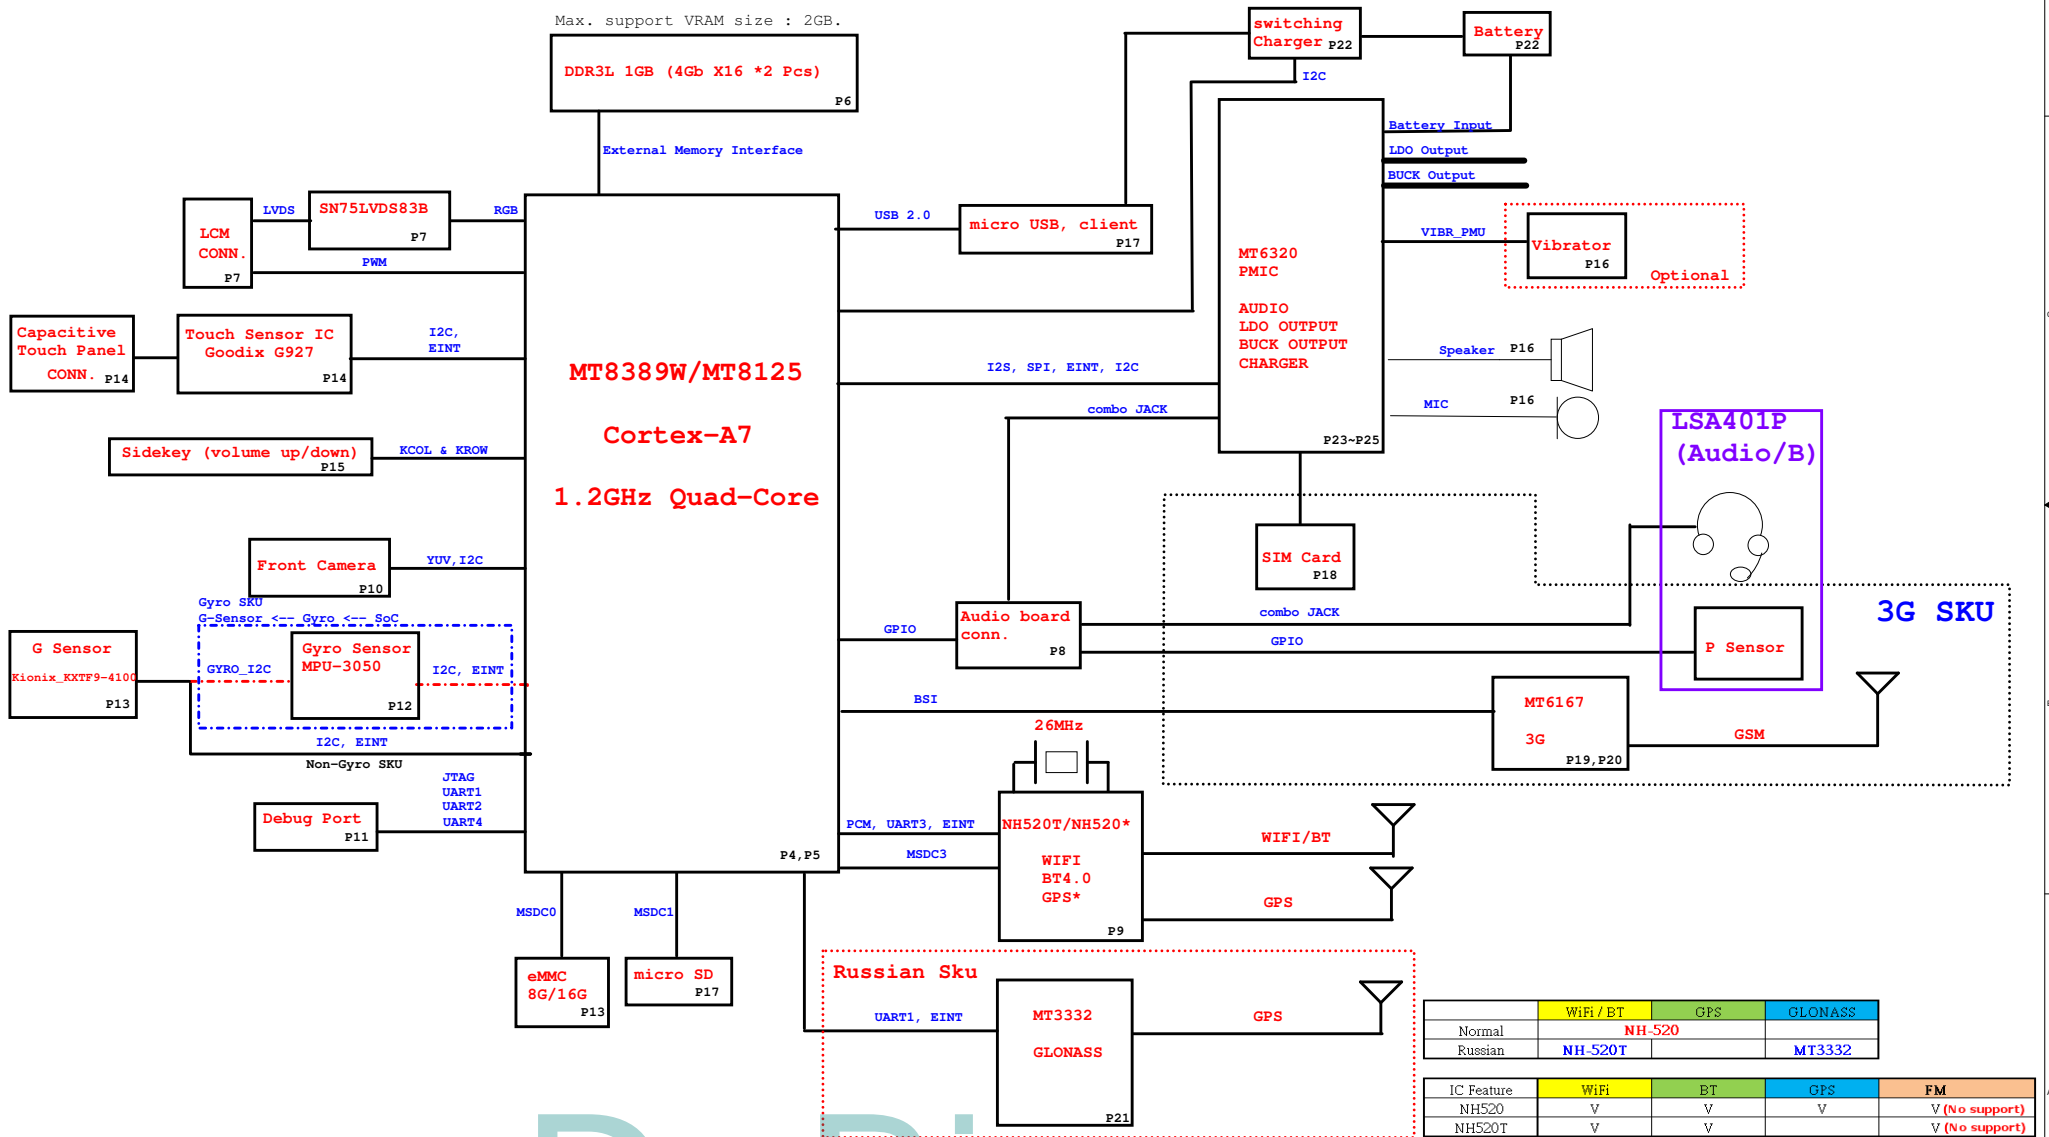 Max. support VRAM size : 2GB.
DDR3L 1GB (4Gb X16 *2 Pcs)
P6
External Memory Interface
switching
Charger P22
Battery
P22
I2C
Battery Input
LDO Output
BUCK Output
MT6320
PMIC
AUDIO
LDO OUTPUT
BUCK OUTPUT
CHARGER
P23~P25
VIBR_PMU
Vibrator
P16
Optional
Speaker P16
MIC P16
LCM
CONN.
P7
LVDS
SN75LVDS83B
P7
RGB
PWM
USB 2.0
micro USB, client
P17
Capacitive
Touch Panel
CONN. P14
Touch Sensor IC
Goodix G927
P14
I2C,
EINT
MT8389W/MT8125
Cortex-A7
1.2GHz Quad-Core
P4,P5
I2S, SPI, EINT, I2C
combo JACK
Sidekey (volume up/down)
P15
KCOL & KROW
LSA401P
(Audio/B)
Front Camera
P10
YUV,I2C
SIM Card
P18
3G SKU
Gyro SKU
G-Sensor <-- Gyro <-- SoC
G Sensor
Kionix_KXTF9-4100
P13
GYRO_I2C
Gyro Sensor
MPU-3050
P12
I2C, EINT
I2C, EINT
Non-Gyro SKU
GPIO
Audio board
conn.
P8
combo JACK
GPIO
P Sensor
BSI
MT6167
3G
P19,P20
GSM
26MHz
JTAG
UART1
UART2
UART4
Debug Port
P11
PCM, UART3, EINT
MSDC3
NH520T/NH520*
WIFI
BT4.0
GPS*
P9
WIFI/BT
GPS
MSDC0
MSDC1
eMMC
8G/16G
P13
micro SD
P17
Russian Sku
UART1, EINT
MT3332
GLONASS
P21
GPS
WiFi / BT GPS GLONASS
Normal NH-520
Russian NH-520T MT3332
IC Feature WiFi BT GPS FM
NH520 V V V V (No support)
NH520T V V V (No support)